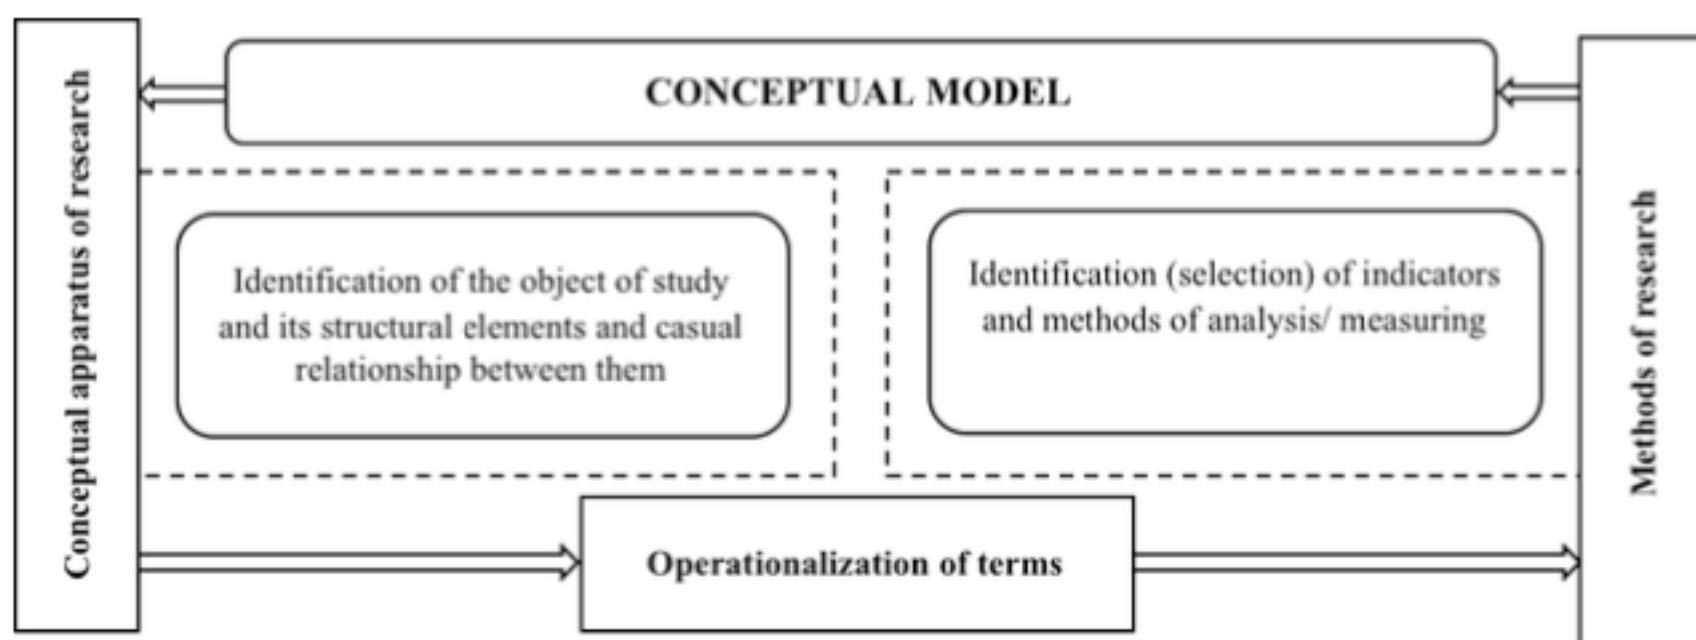 Conceptual apparatus of research
CONCEPTUAL MODEL
Identification of the object of study
and its structural elements and casual
relationship between them
Identification (selection) of indicators
and methods of analysis/ measuring
Methods of research
Operationalization of terms